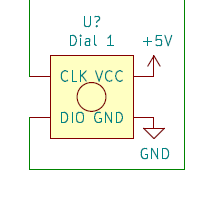 U?
Dial 1 +5V
CLK VCC
DIO GND
GND